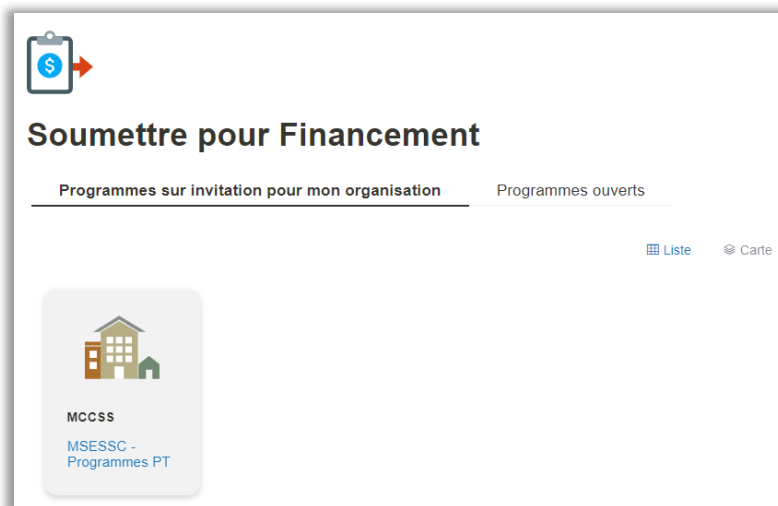 $
Soumettre pour Financement
Programmes sur invitation pour mon organisation Programmes ouverts
Liste Carte
MCCSS
MSESSC -
Programmes PT